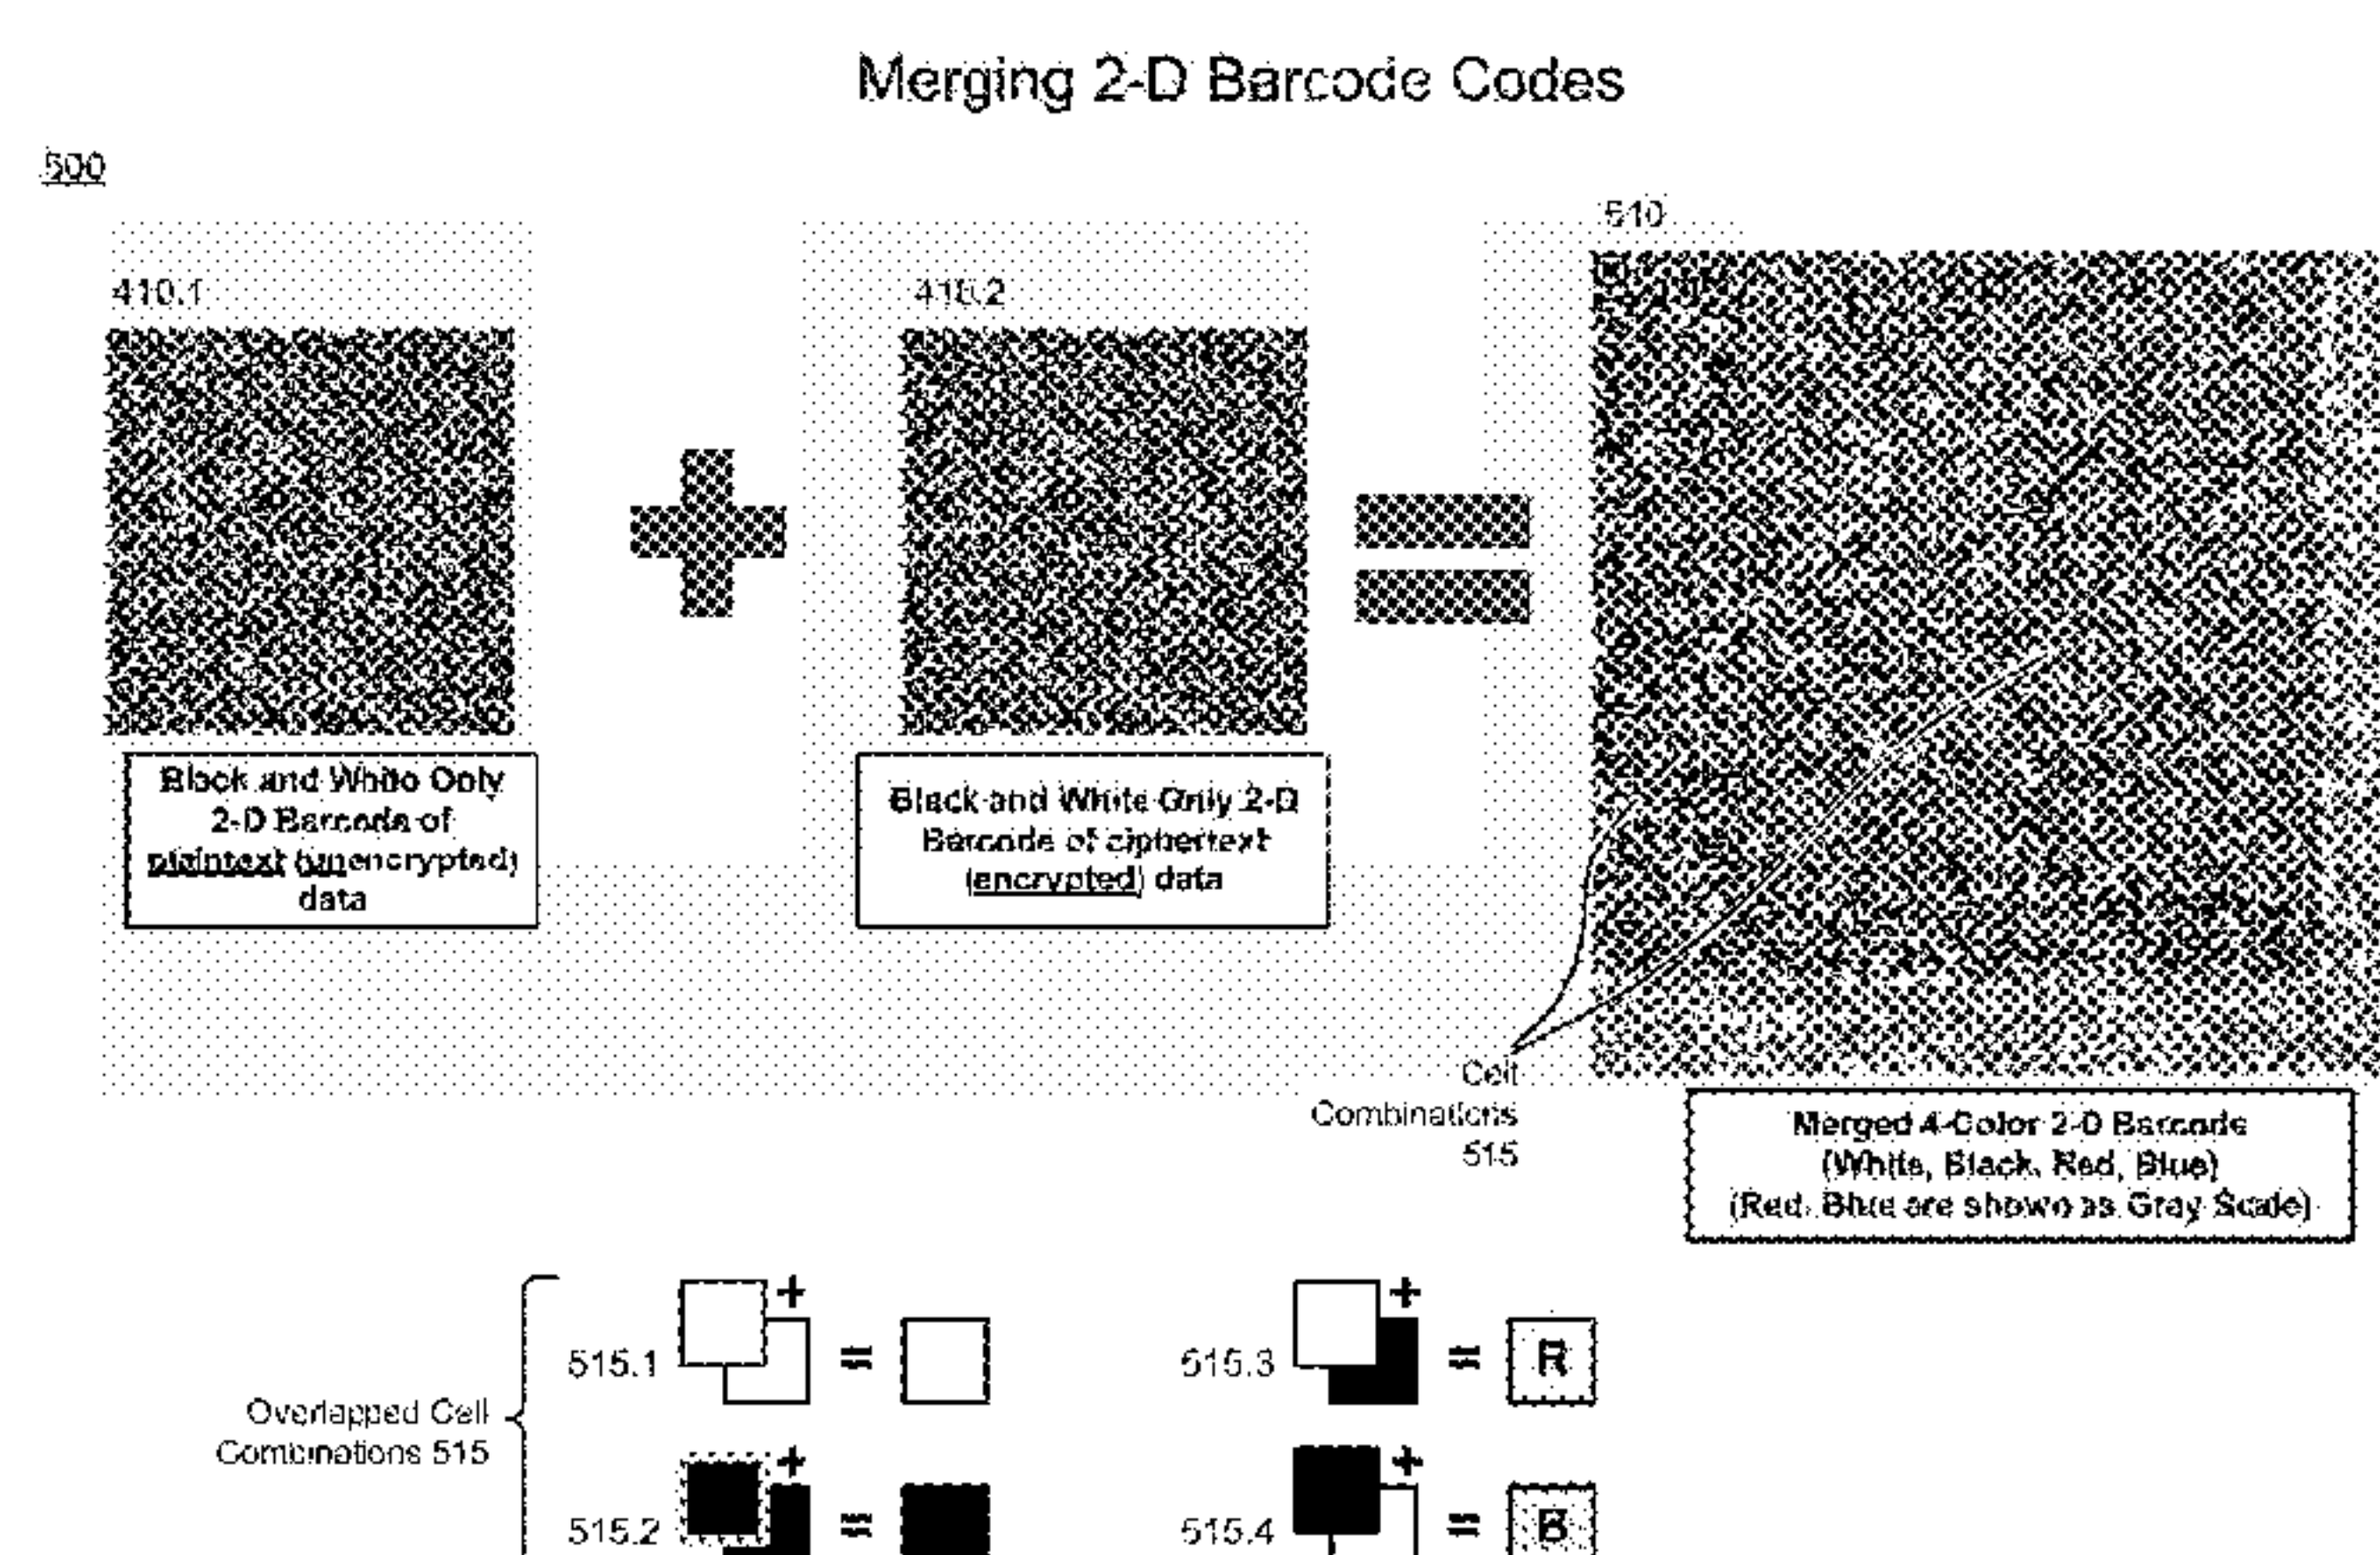 Merging 2-D Barcode Codes
500
510
410.1
410.2
Black and White Only
2-D Barcode of
plaintext (unencrypted)
data
Black and White Only 2-D
Barcode of ciphertext
(encrypted) data
Cell
Combinations
515
Merged 4-Color 2-D Barcode
(White, Black, Red, Blue)
(Red, Blue are shown as Gray Scale)
515.1 + =
515.3 + = R
Overlapped Cell
Combinations 515
515.2 + =
515.4 + = B